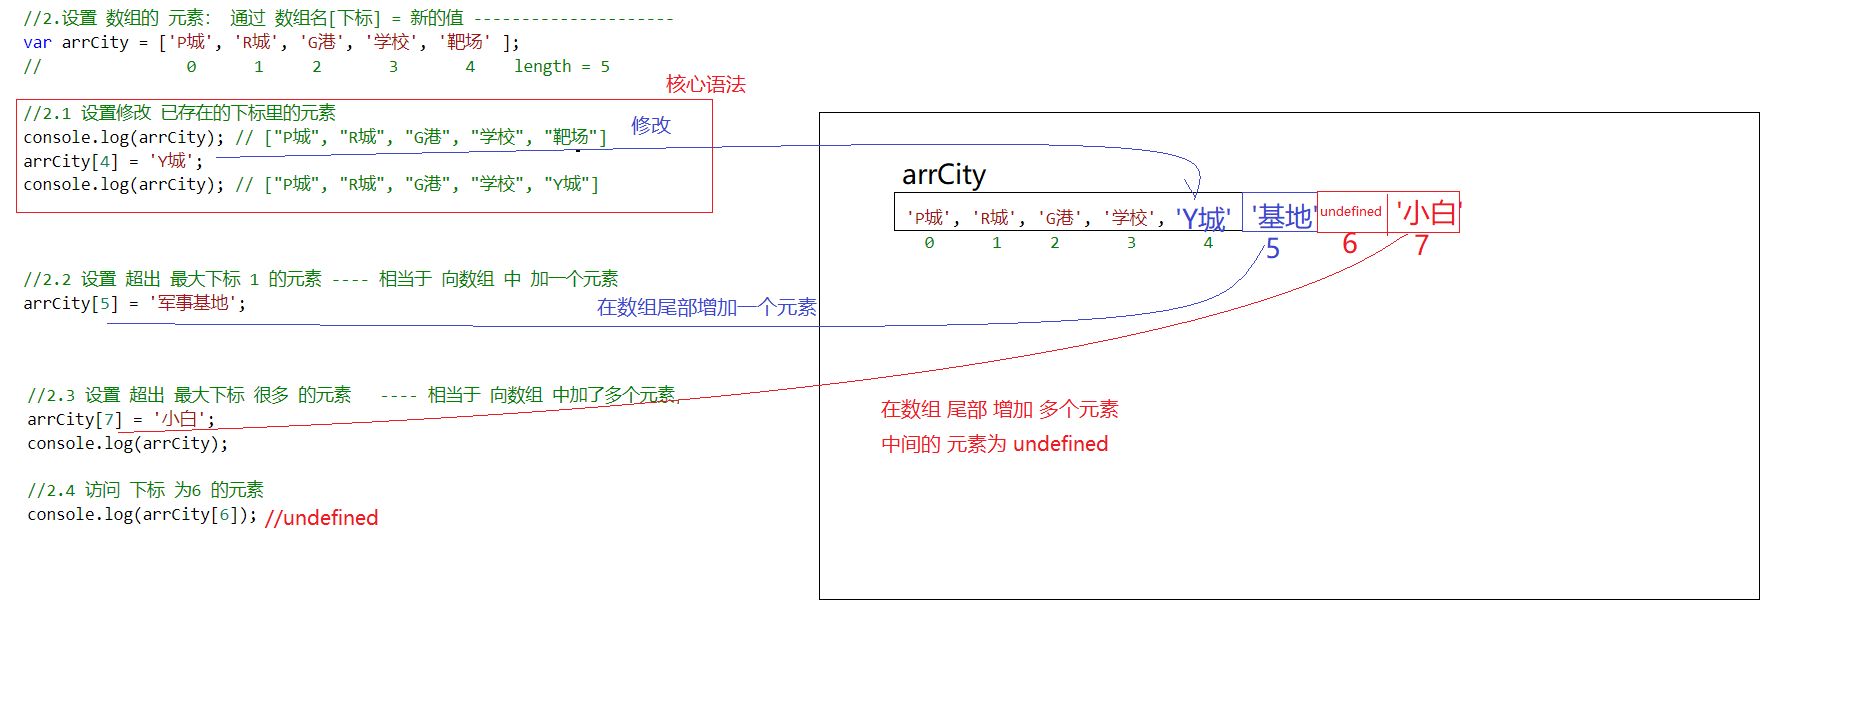 //2.设置 数组的 元素： 通过 数组名[下标] = 新的值 ---------------------
var arrCity = ['P城', 'R城', 'G港', '学校', '靶场' ];
// 0 1 2 3 4 length = 5
核心语法
//2.1 设置修改 已存在的下标里的元素
console.log(arrCity); // ["P城", "R城", "G港", "学校", "靶场"]
修改
arrCity[4] = 'Y城';
console.log(arrCity); // ["P城", "R城", "G港", "学校", "Y城"]
//2.2 设置 超出 最大下标 1 的元素 ---- 相当于 向数组 中 加一个元素
arrCity[5] = '军事基地';
在数组尾部增加一个元素
//2.3 设置 超出 最大下标 很多 的元素 ---- 相当于 向数组 中加了多个元素
arrCity[7] = '小白';
console.log(arrCity);
//2.4 访问 下标 为6 的元素
console.log(arrCity[6]); //undefined
arrCity
'P城', 'R城', 'G港', '学校', 'Y城' '基地' undefined '小白'
0 1 2 3 4 5 6 7
在数组 尾部 增加 多个元素
中间的 元素为 undefined